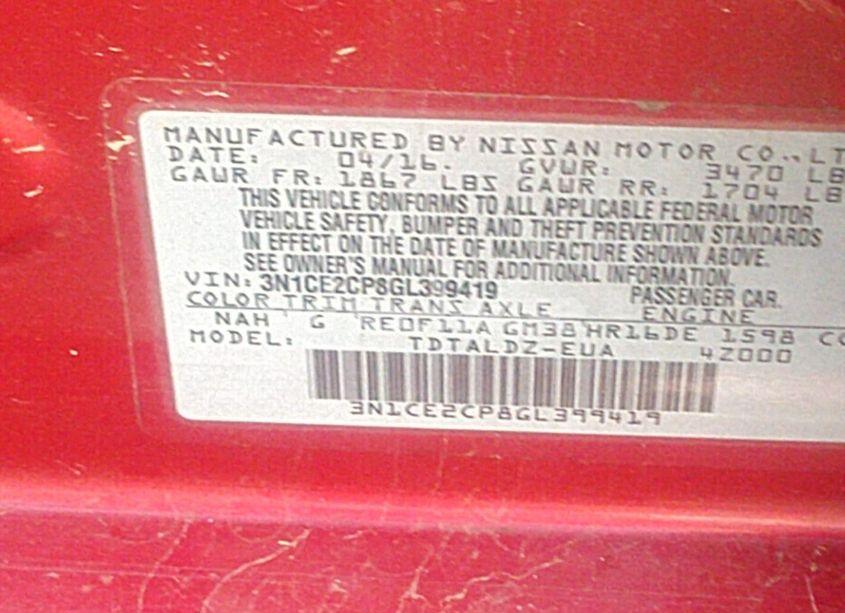 MANUFACTURED BY NISSAN MOTOR CO., LT
DATE: 04/16. GVWR: 3470 LB
GAWR FR: 1867 LBS GAWR RR: 1704 LB
THIS VEHICLE CONFORMS TO ALL APPLICABLE FEDERAL MOTOR
VEHICLE SAFETY, BUMPER AND THEFT PREVENTION STANDARDS
IN EFFECT ON THE DATE OF MANUFACTURE SHOWN ABOVE.
SEE OWNER'S MANUAL FOR ADDITIONAL INFORMATION.
VIN: 3N1CE2CP8GL399419 PASSENGER CAR.
COLOR TRIM TRANS AXLE ENGINE
NAH G RE0F11A GM38 HR16DE 1598 CC
MODEL: TDTALDZ-EUA 4Z000
3N1CE2CP8GL399419